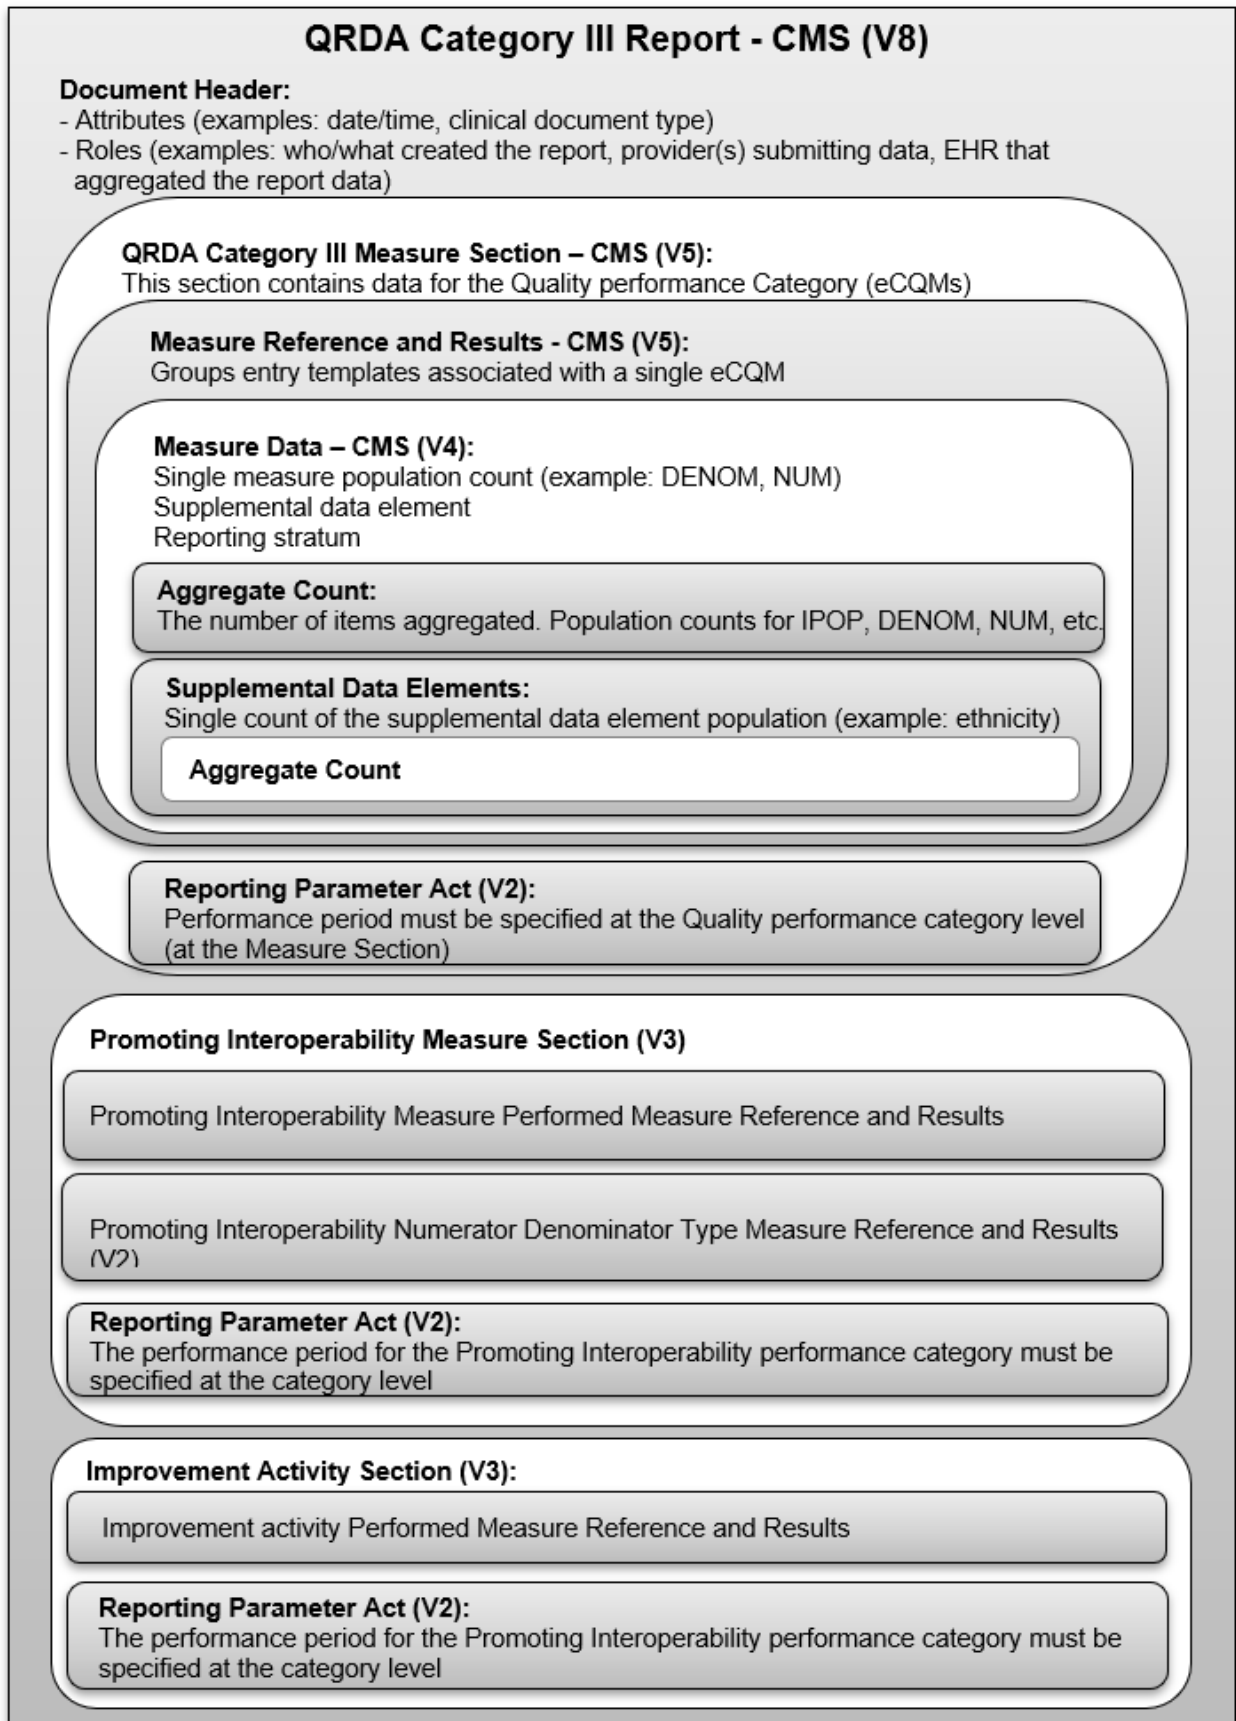 QRDA Category III Report - CMS (V8)
Document Header:
- Attributes (examples: date/time, clinical document type)
- Roles (examples: who/what created the report, provider(s) submitting data, EHR that
aggregated the report data)
QRDA Category III Measure Section – CMS (V5):
This section contains data for the Quality performance Category (eCQMs)
Measure Reference and Results - CMS (V5):
Groups entry templates associated with a single eCQM
Measure Data – CMS (V4):
Single measure population count (example: DENOM, NUM)
Supplemental data element
Reporting stratum
Aggregate Count:
The number of items aggregated. Population counts for IPOP, DENOM, NUM, etc.
Supplemental Data Elements:
Single count of the supplemental data element population (example: ethnicity)
Aggregate Count
Reporting Parameter Act (V2):
Performance period must be specified at the Quality performance category level
(at the Measure Section)
Promoting Interoperability Measure Section (V3)
Promoting Interoperability Measure Performed Measure Reference and Results
Promoting Interoperability Numerator Denominator Type Measure Reference and Results
(V2)
Reporting Parameter Act (V2):
The performance period for the Promoting Interoperability performance category must be
specified at the category level
Improvement Activity Section (V3):
Improvement activity Performed Measure Reference and Results
Reporting Parameter Act (V2):
The performance period for the Promoting Interoperability performance category must be
specified at the category level